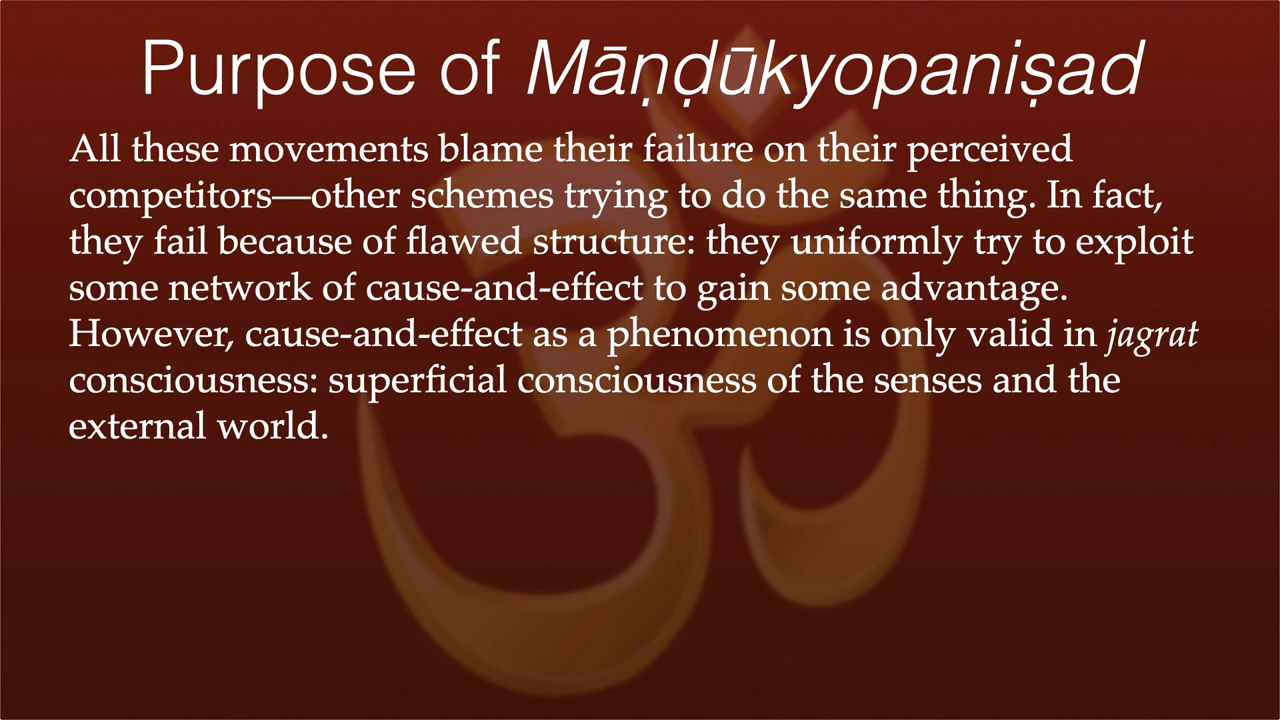 Purpose of Māṇḍūkyopaniṣad
All these movements blame their failure on their perceived
competitors—other schemes trying to do the same thing. In fact,
they fail because of flawed structure: they uniformly try to exploit
some network of cause-and-effect to gain some advantage.
However, cause-and-effect as a phenomenon is only valid in jagrat
consciousness: superficial consciousness of the senses and the
external world.